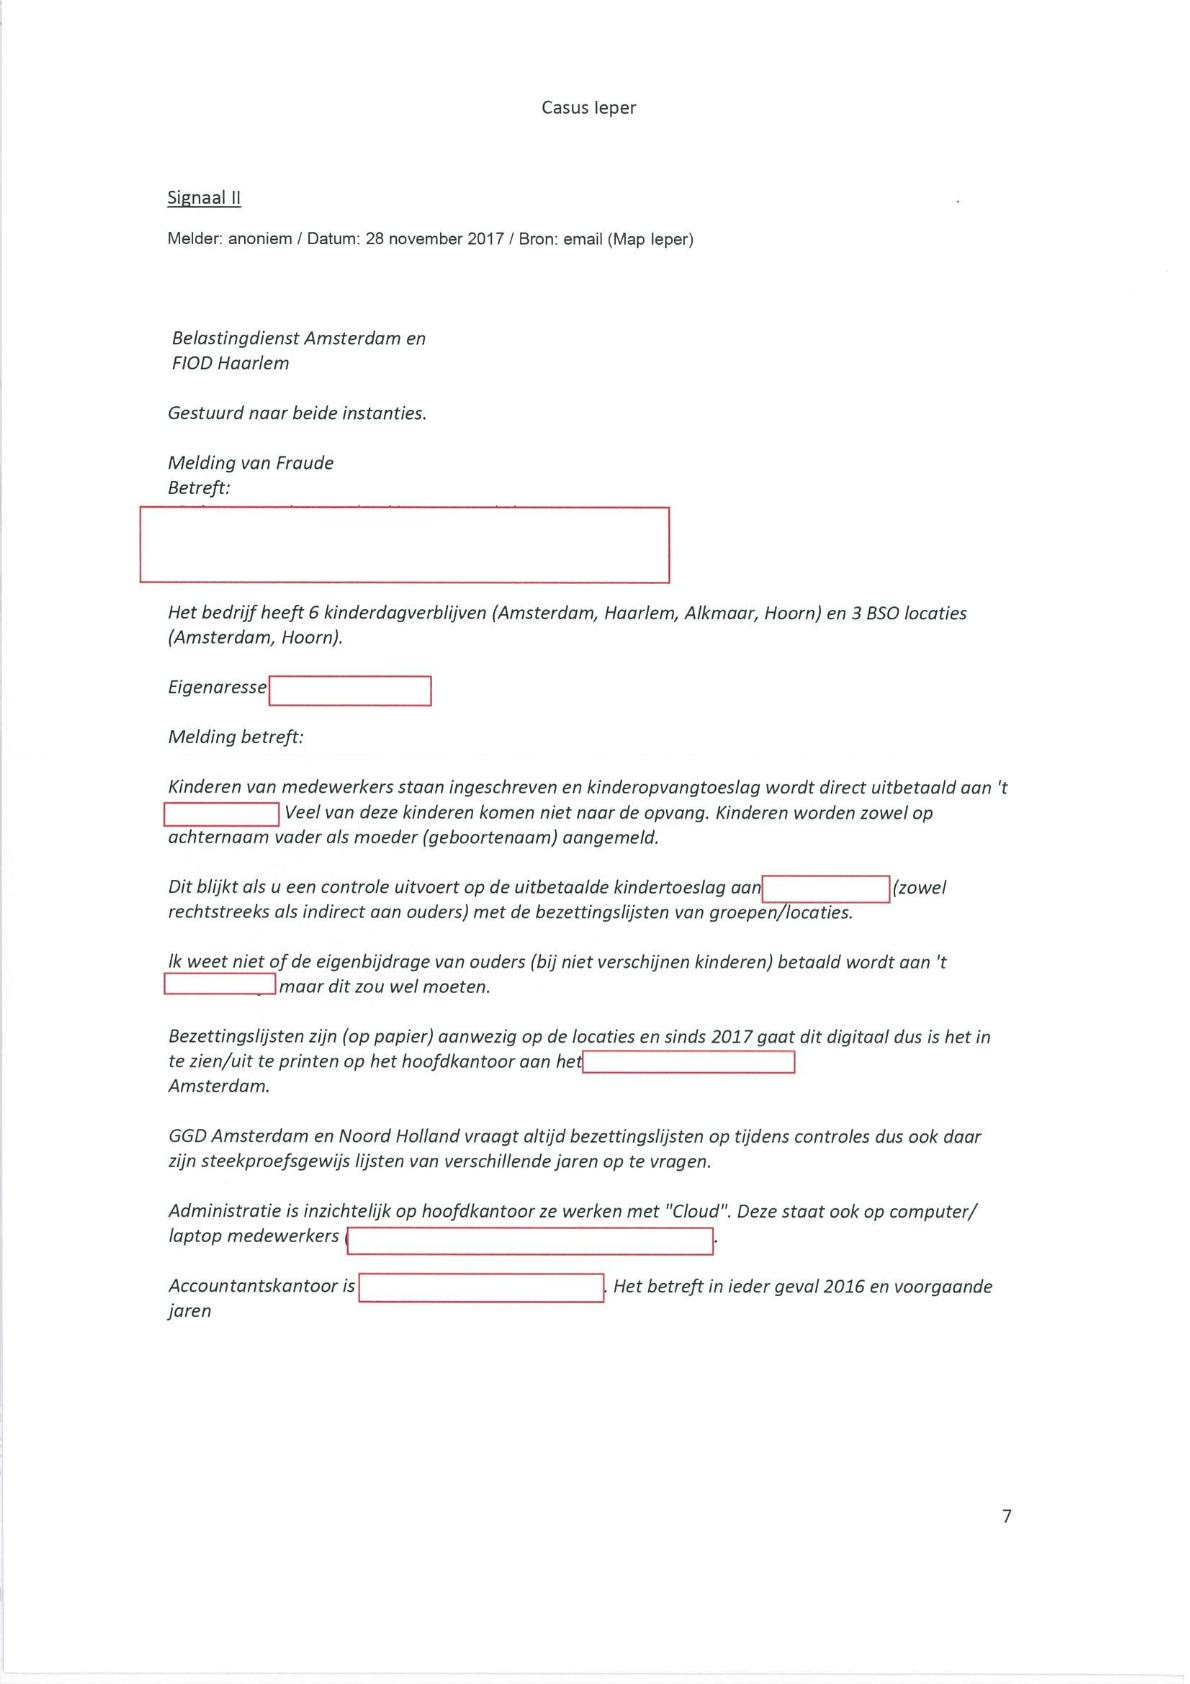 Casus Ieper
Signaal II
Melder: anoniem / Datum: 28 november 2017 / Bron: email (Map Ieper)
Belastingdienst Amsterdam en
FIOD Haarlem
Gestuurd naar beide instanties.
Melding van Fraude
Betreft:
Het bedrijf heeft 6 kinderdagverblijven (Amsterdam, Haarlem, Alkmaar, Hoorn) en 3 BSO locaties
(Amsterdam, Hoorn).
Eigenaresse
Melding betreft:
Kinderen van medewerkers staan ingeschreven en kinderopvangtoeslag wordt direct uitbetaald aan 't
Veel van deze kinderen komen niet naar de opvang. Kinderen worden zowel op
achternaam vader als moeder (geboortenaam) aangemeld.
Dit blijkt als u een controle uitvoert op de uitbetaalde kindertoeslag aan (zowel
rechtstreeks als indirect aan ouders) met de bezettingslijsten van groepen/locaties.
Ik weet niet of de eigenbijdrage van ouders (bij niet verschijnen kinderen) betaald wordt aan 't
maar dit zou wel moeten.
Bezettingslijsten zijn (op papier) aanwezig op de locaties en sinds 2017 gaat dit digitaal dus is het in
te zien/uit te printen op het hoofdkantoor aan het
Amsterdam.
GGD Amsterdam en Noord Holland vraagt altijd bezettingslijsten op tijdens controles dus ook daar
zijn steekproefsgewijs lijsten van verschillende jaren op te vragen.
Administratie is inzichtelijk op hoofdkantoor ze werken met "Cloud". Deze staat ook op computer/
laptop medewerkers ( .
Accountantskantoor is . Het betreft in ieder geval 2016 en voorgaande
jaren
7